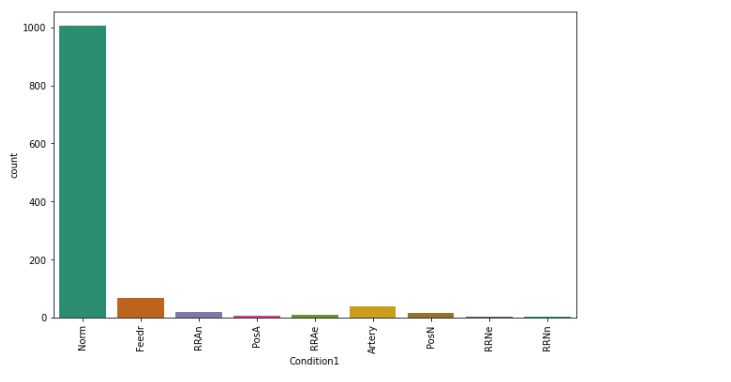 1000
800
600
400
200
0
count
Norm
Feedr
RRAn
PosA
RRAe
Artery
PosN
RRNe
RRNn
Condition1